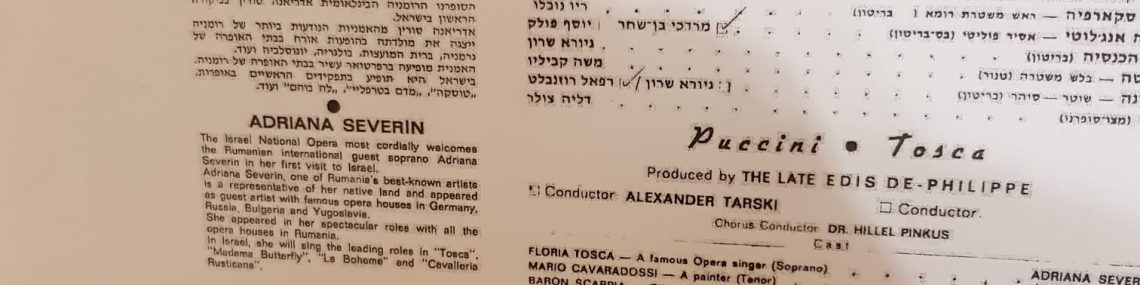 הסופרנו הרומניה הבינלאומית אדריאנה סורין בביקורה
הראשון בישראל.
אדריאנה סורין מהאמניות הנודעות ביותר של רומניה
ייצגה את מולדתה בהופעות אורח בבתי האופרה של
גרמניה, ברית המועצות, בולגריה, יוגוסלביה ועוד.
האמנית מופיעה ברפרטואר עשיר בבתי האופרה של רומניה.
בישראל היא תופיע בתפקידים הראשיים באופרות.
„טוסקה", „מדם בטרפליי", „לה בוהם" ועוד.
ADRIANA SEVERIN
The Israel National Opera most cordially welcomes
the Rumanian international guest soprano Adriana
Severin in her first visit to Israel.
Adriana Severin, one of Rumania's best-known artists
is a representative of her native land and appeared
as guest artist with famous opera houses in Germany,
Russia, Bulgeria and Yugoslavia.
She appeared in her spectacular roles with all the
opera houses in Rumania.
In Israel, she will sing the leading roles in "Tosca",
"Madama Butterfly", "La Boheme" and "Cavalleria
Rusticana".
סקארפיה — ראש משטרת רומא (בריטון) . . . . רינו נובלו
אנג'לוטי — אסיר פוליטי (בס־בריטון) . . . מרדכי בן־שחר יוסף פולק
הכנסיה (בריטון) . . . . גיורא שרון
— בלש משטרה (טנור) . . . . משה קביליו
— שוטר — סוהר (בריטון) . . . גיורא שרון רפאל רוזנבלט
(מצו־סופרנו) . . . . דליה צולר
Puccini • Tosca
Produced by THE LATE EDIS DE-PHILIPPE
Conductor ALEXANDER TARSKI Conductor
Chorus Conductor DR. HILLEL PINKUS
Cast
FLORIA TOSCA — A famous Opera singer (Soprano) . . . . ADRIANA SEVER
MARIO CAVARADOSSI — A painter (Tenor) . . . .
BARON SCARPIA